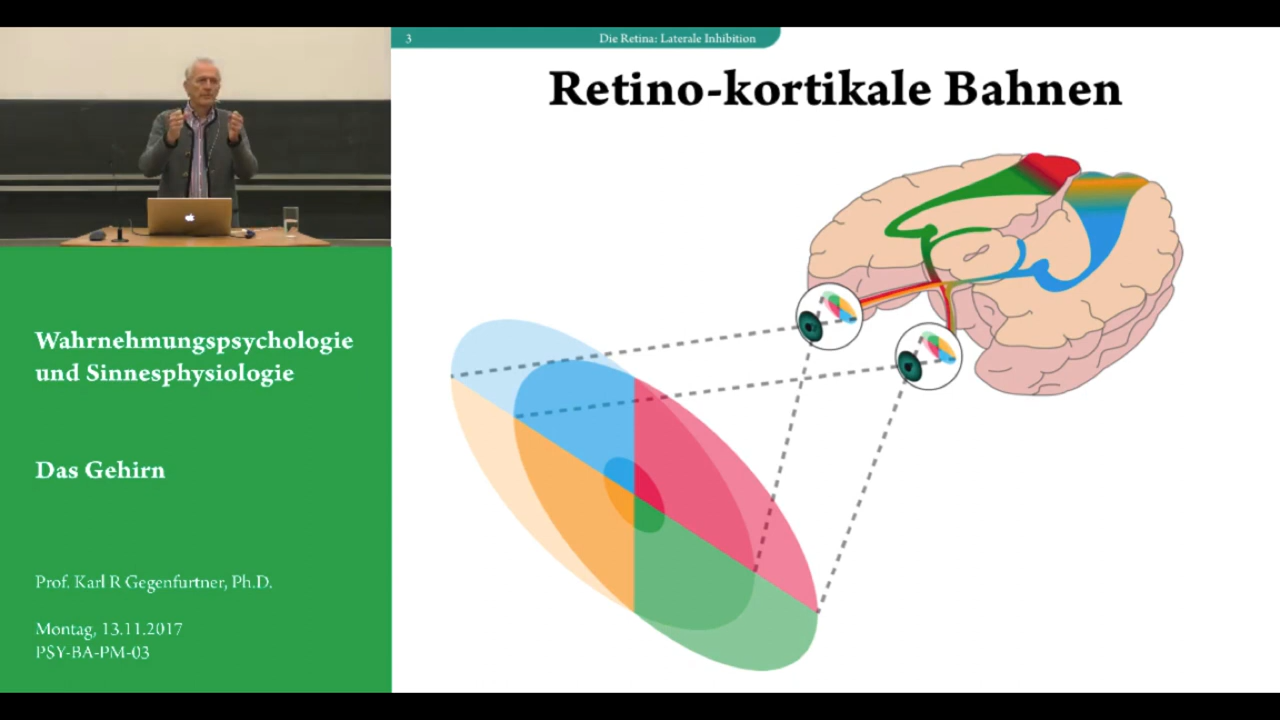 3
Die Retina: Laterale Inhibition
Retino-kortikale Bahnen
Wahrnehmungspsychologie
und Sinnesphysiologie
Das Gehirn
Prof. Karl R Gegenfurtner, Ph.D.
Montag, 13.11.2017
PSY-BA-PM-03